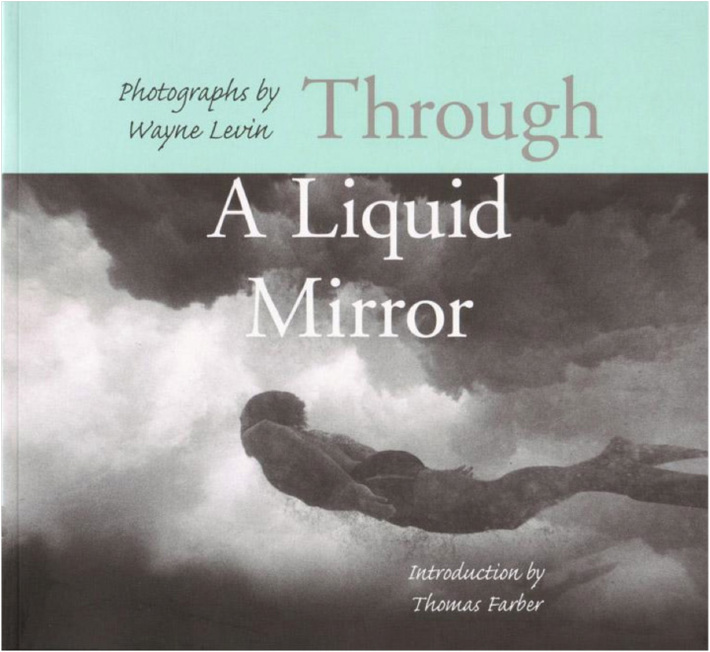 Photographs by
Wayne Levin
Through
A Liquid
Mirror
Introduction by
Thomas Farber